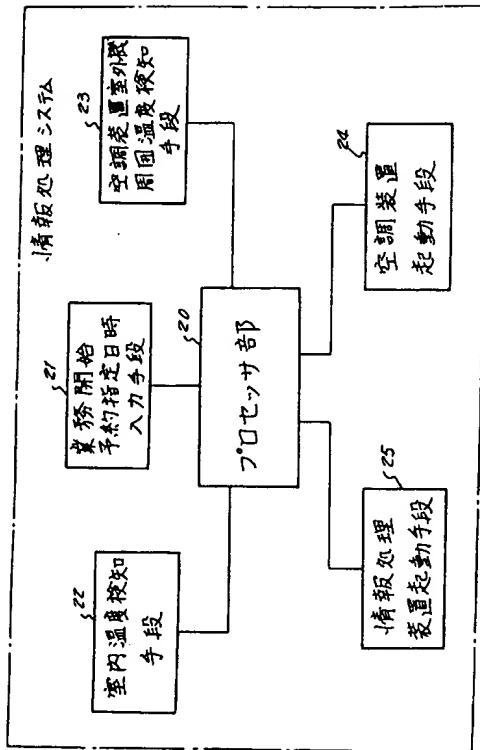 情報処理システム
22
室内温度検知
手段
21
業務開始
予約指定日時
入力手段
23
空調装置室外機
周囲温度検知
手段
20
プロセッサ部
25
情報処理
装置起動手段
24
空調装置
起動手段